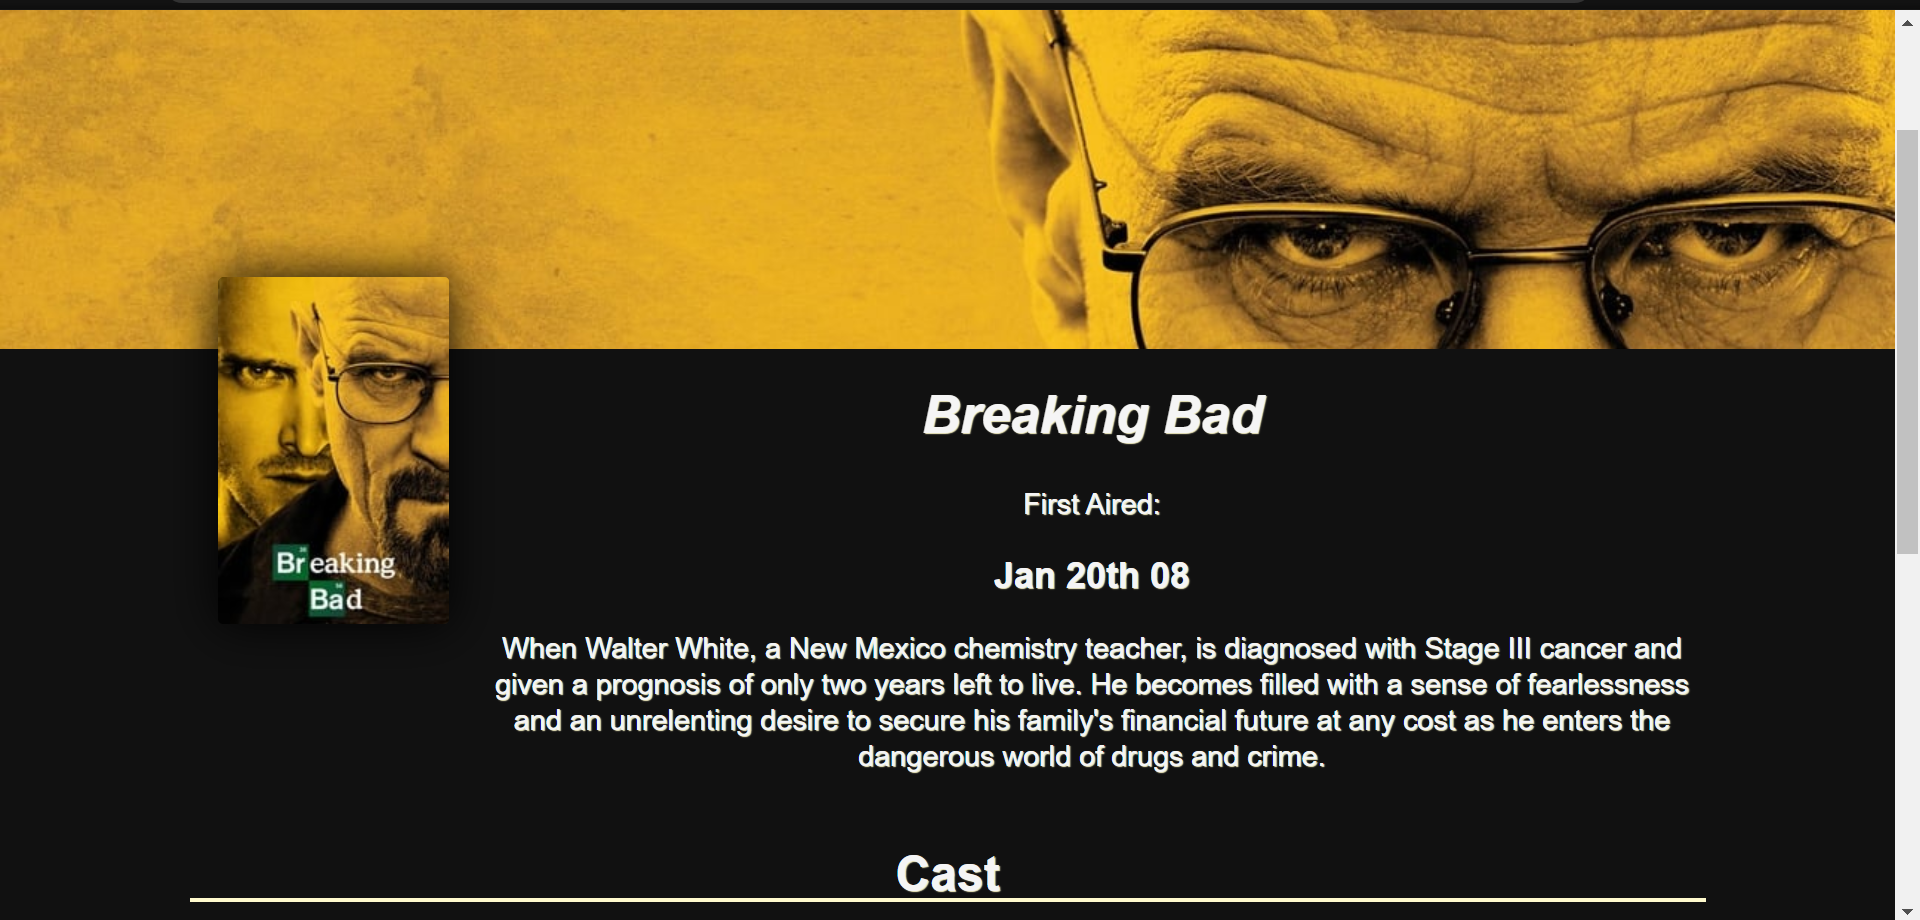 Breaking
Bad
Breaking Bad
First Aired:
Jan 20th 08
When Walter White, a New Mexico chemistry teacher, is diagnosed with Stage III cancer and
given a prognosis of only two years left to live. He becomes filled with a sense of fearlessness
and an unrelenting desire to secure his family's financial future at any cost as he enters the
dangerous world of drugs and crime.
Cast